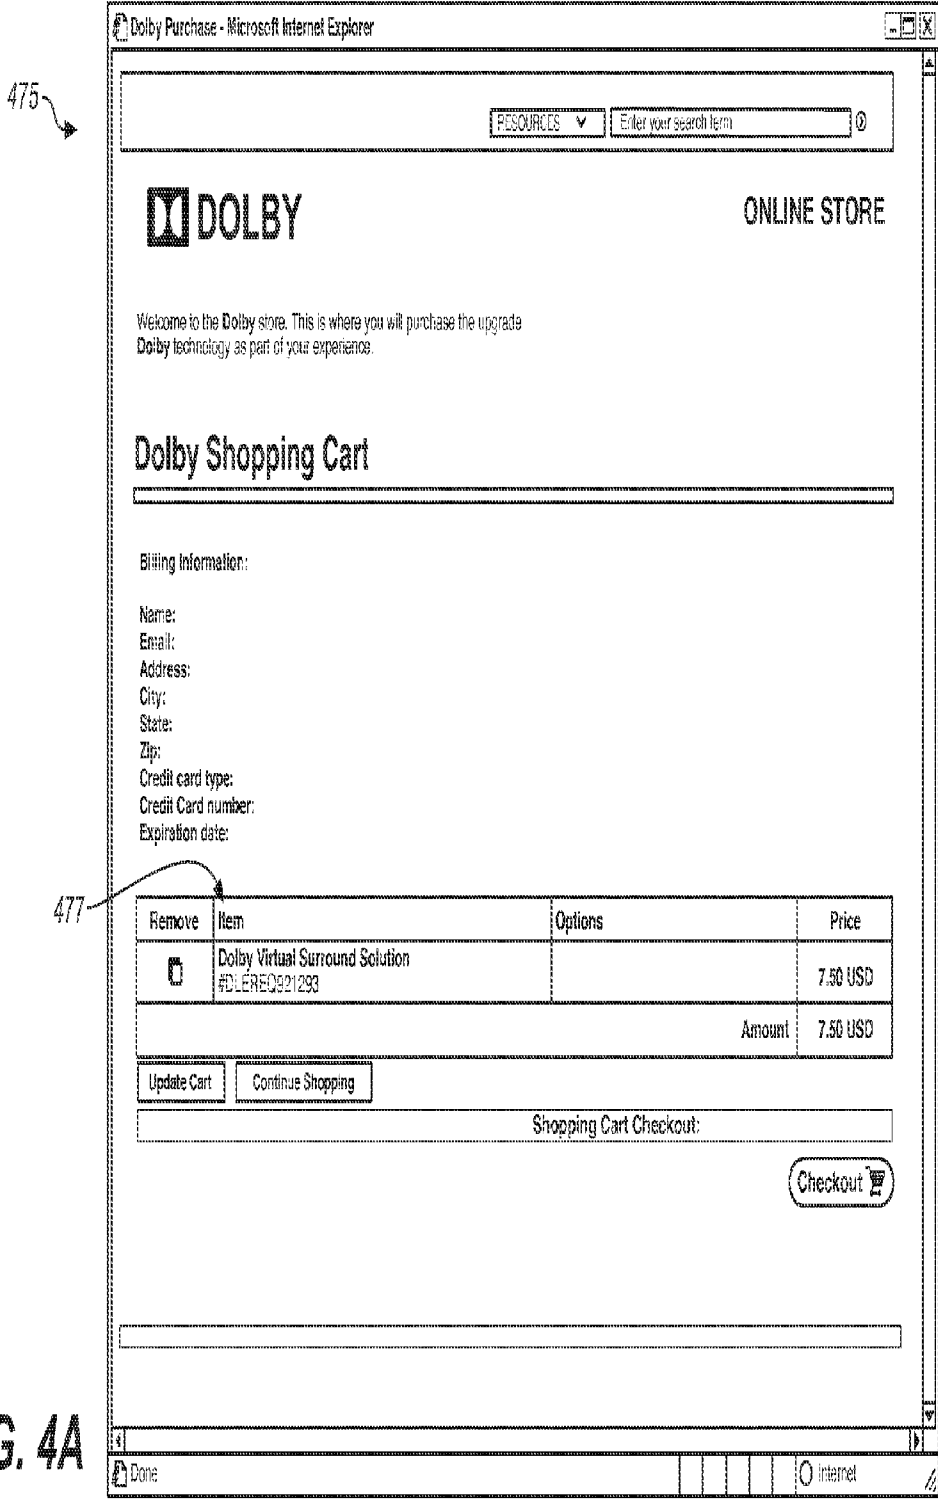 Dolby Purchase - Microsoft Internet Explorer
475
RESOURCES Enter your search term
DOLBY
ONLINE STORE
Welcome to the Dolby store. This is where you will purchase the upgrade
Dolby technology as part of your experience.
Dolby Shopping Cart
Billing Information:
Name:
Email:
Address:
City:
State:
Zip:
Credit card type:
Credit Card number:
Expiration date:
477
Remove Item Options Price
Dolby Virtual Surround Solution
#DLEREQ921293
7.50 USD
Amount 7.50 USD
Update Cart Continue Shopping
Shopping Cart Checkout:
Checkout
G. 4A
Done
Internet